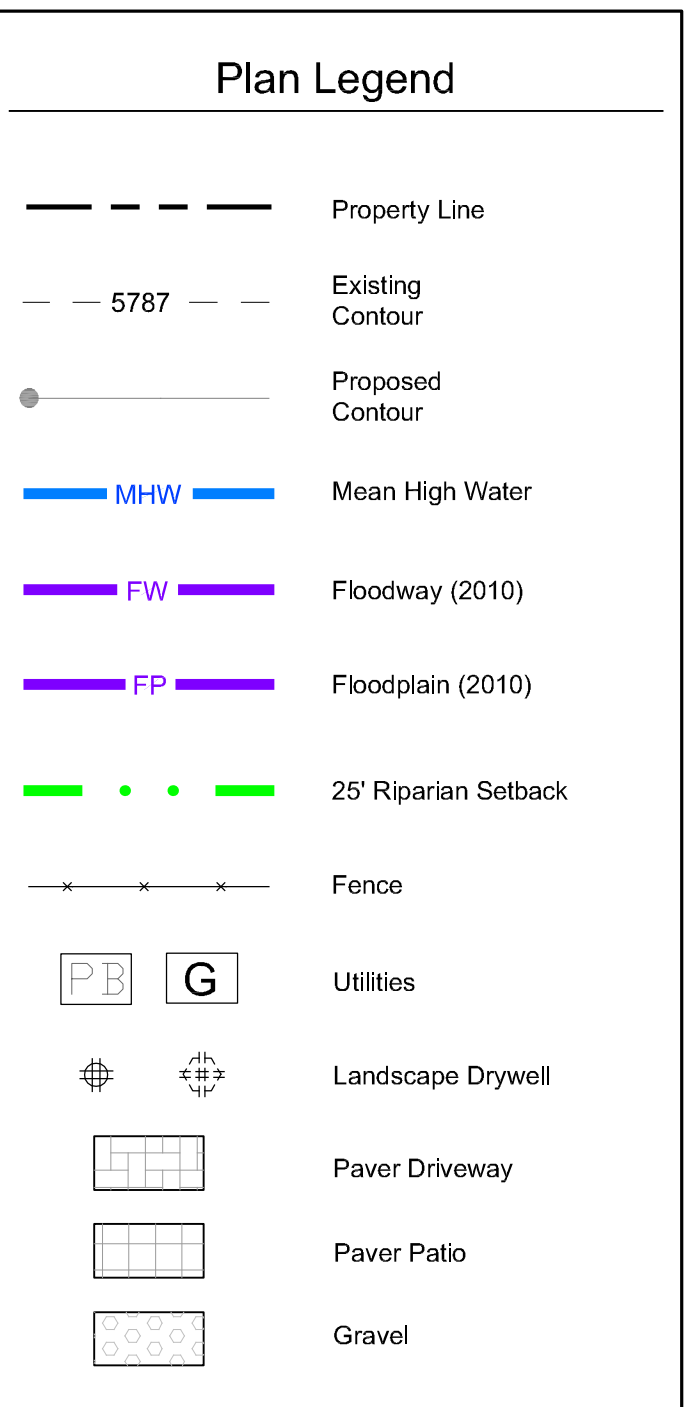 Plan Legend
Property Line
5787
Existing
Contour
Proposed
Contour
MHW
Mean High Water
FW
Floodway (2010)
FP
Floodplain (2010)
25' Riparian Setback
Fence
PB G
Utilities
Landscape Drywell
Paver Driveway
Paver Patio
Gravel